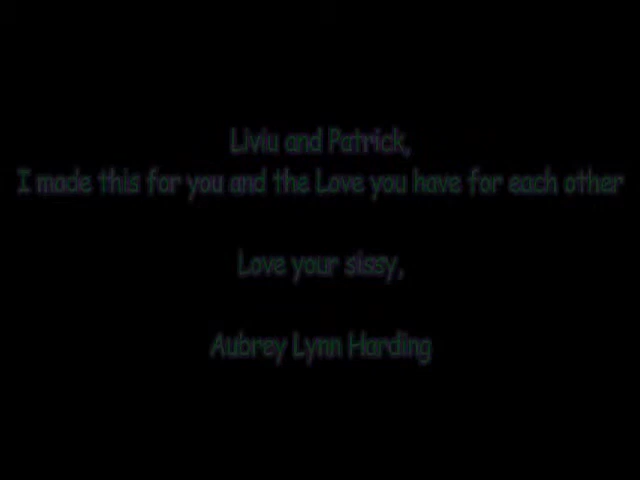 Liviu and Patrick,
I made this for you and the Love you have for each other
Love your sissy,
Aubrey Lynn Harding